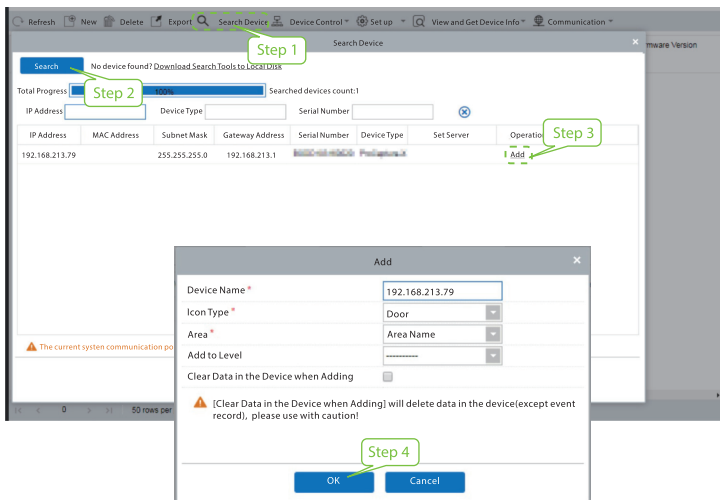 Refresh New Delete Export Search Device Device Control Set up View and Get Device Info Communication
Step 1
Search Device
mware Version
Search No device found? Download Search Tools to Local Disk
Step 2
Total Progress 100% Searched devices count:1
IP Address Device Type Serial Number
IP Address MAC Address Subnet Mask Gateway Address Serial Number Device Type Set Server Operation
Step 3
192.168.213.79 255.255.255.0 192.168.213.1 Add
Add
Device Name * 192.168.213.79
Icon Type * Door
Area * Area Name
Add to Level ----------
Clear Data in the Device when Adding
The current systen communication po
[Clear Data in the Device when Adding] will delete data in the device(except event
record), please use with caution!
0 50 rows per
Step 4
OK Cancel